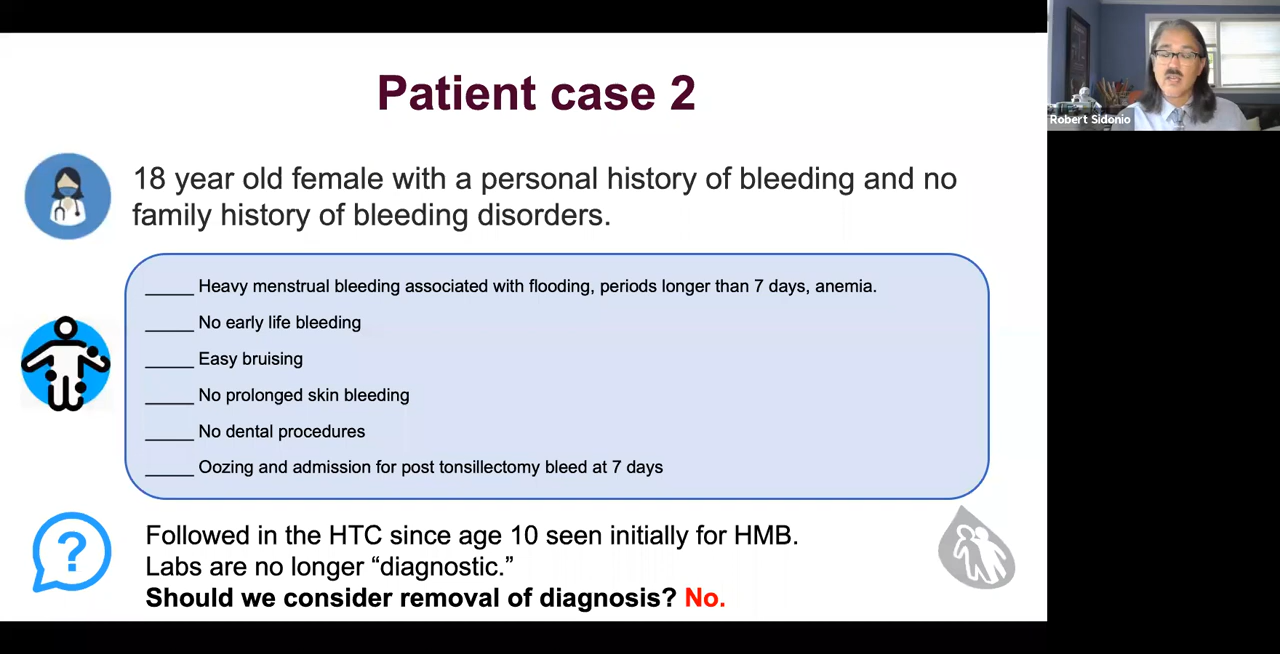 Patient case 2
Robert Sidonio
18 year old female with a personal history of bleeding and no
family history of bleeding disorders.
_____ Heavy menstrual bleeding associated with flooding, periods longer than 7 days, anemia.
_____ No early life bleeding
_____ Easy bruising
_____ No prolonged skin bleeding
_____ No dental procedures
_____ Oozing and admission for post tonsillectomy bleed at 7 days
?
Followed in the HTC since age 10 seen initially for HMB.
Labs are no longer “diagnostic.”
Should we consider removal of diagnosis? No.